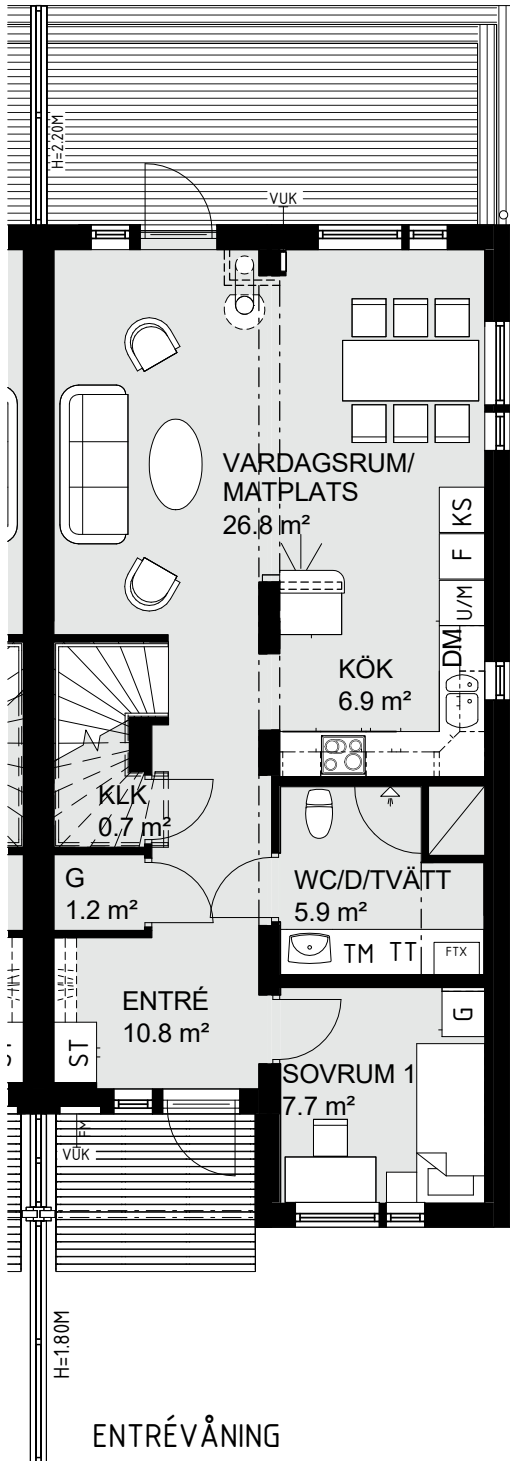 H=2.20M
VUK
VARDAGSRUM/
MATPLATS
26.8 m²
KS
F
U/M
DM
KÖK
6.9 m²
KLK
0.7 m²
G
1.2 m²
WC/D/TVÄTT
5.9 m²
TM
TT
FTX
ENTRÉ
10.8 m²
G
ST
ST
SOVRUM 1
7.7 m²
FM
VUK
H=1.80M
ENTRÉVÅNING